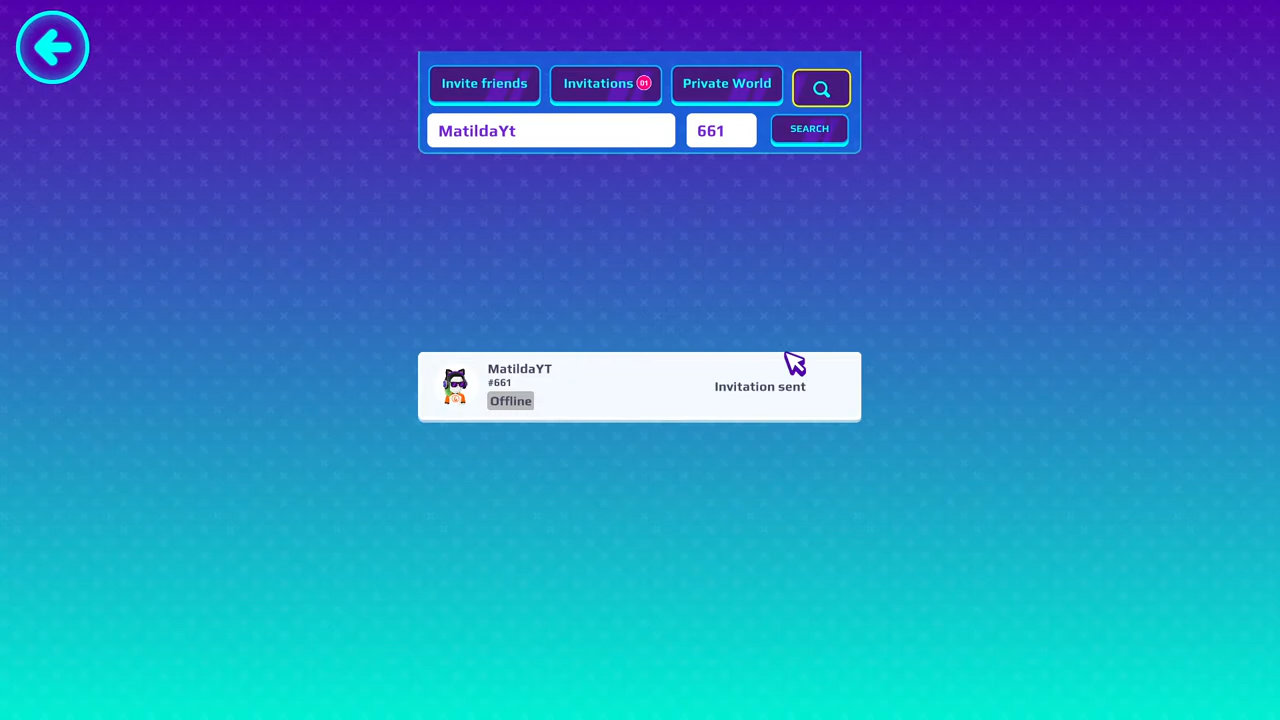 Invite friends
Invitations 01
Private World
MatildaYt
661
SEARCH
MatildaYT
#661
Offline
Invitation sent